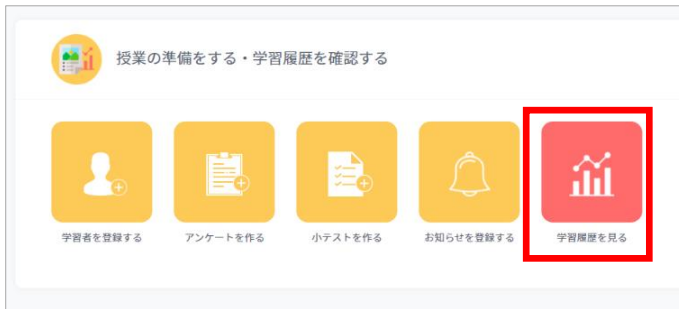 授業の準備をする・学習履歴を確認する
学習者を登録する
アンケートを作る
小テストを作る
お知らせを登録する
学習履歴を見る